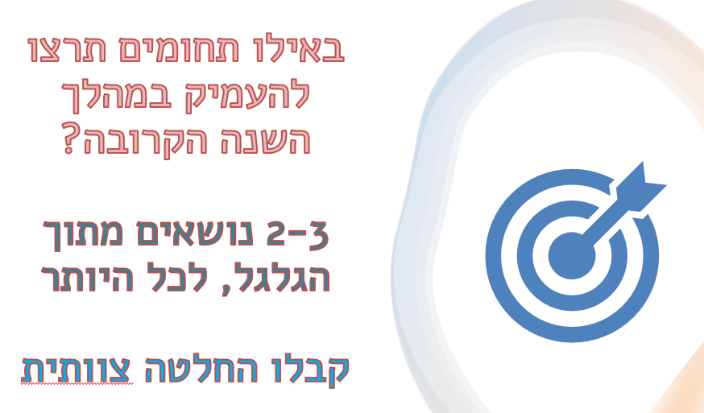 באילו תחומים תרצו
להעמיק במהלך
השנה הקרובה?
2-3 נושאים מתוך
הגלגל, לכל היותר
קבלו החלטה צוותית